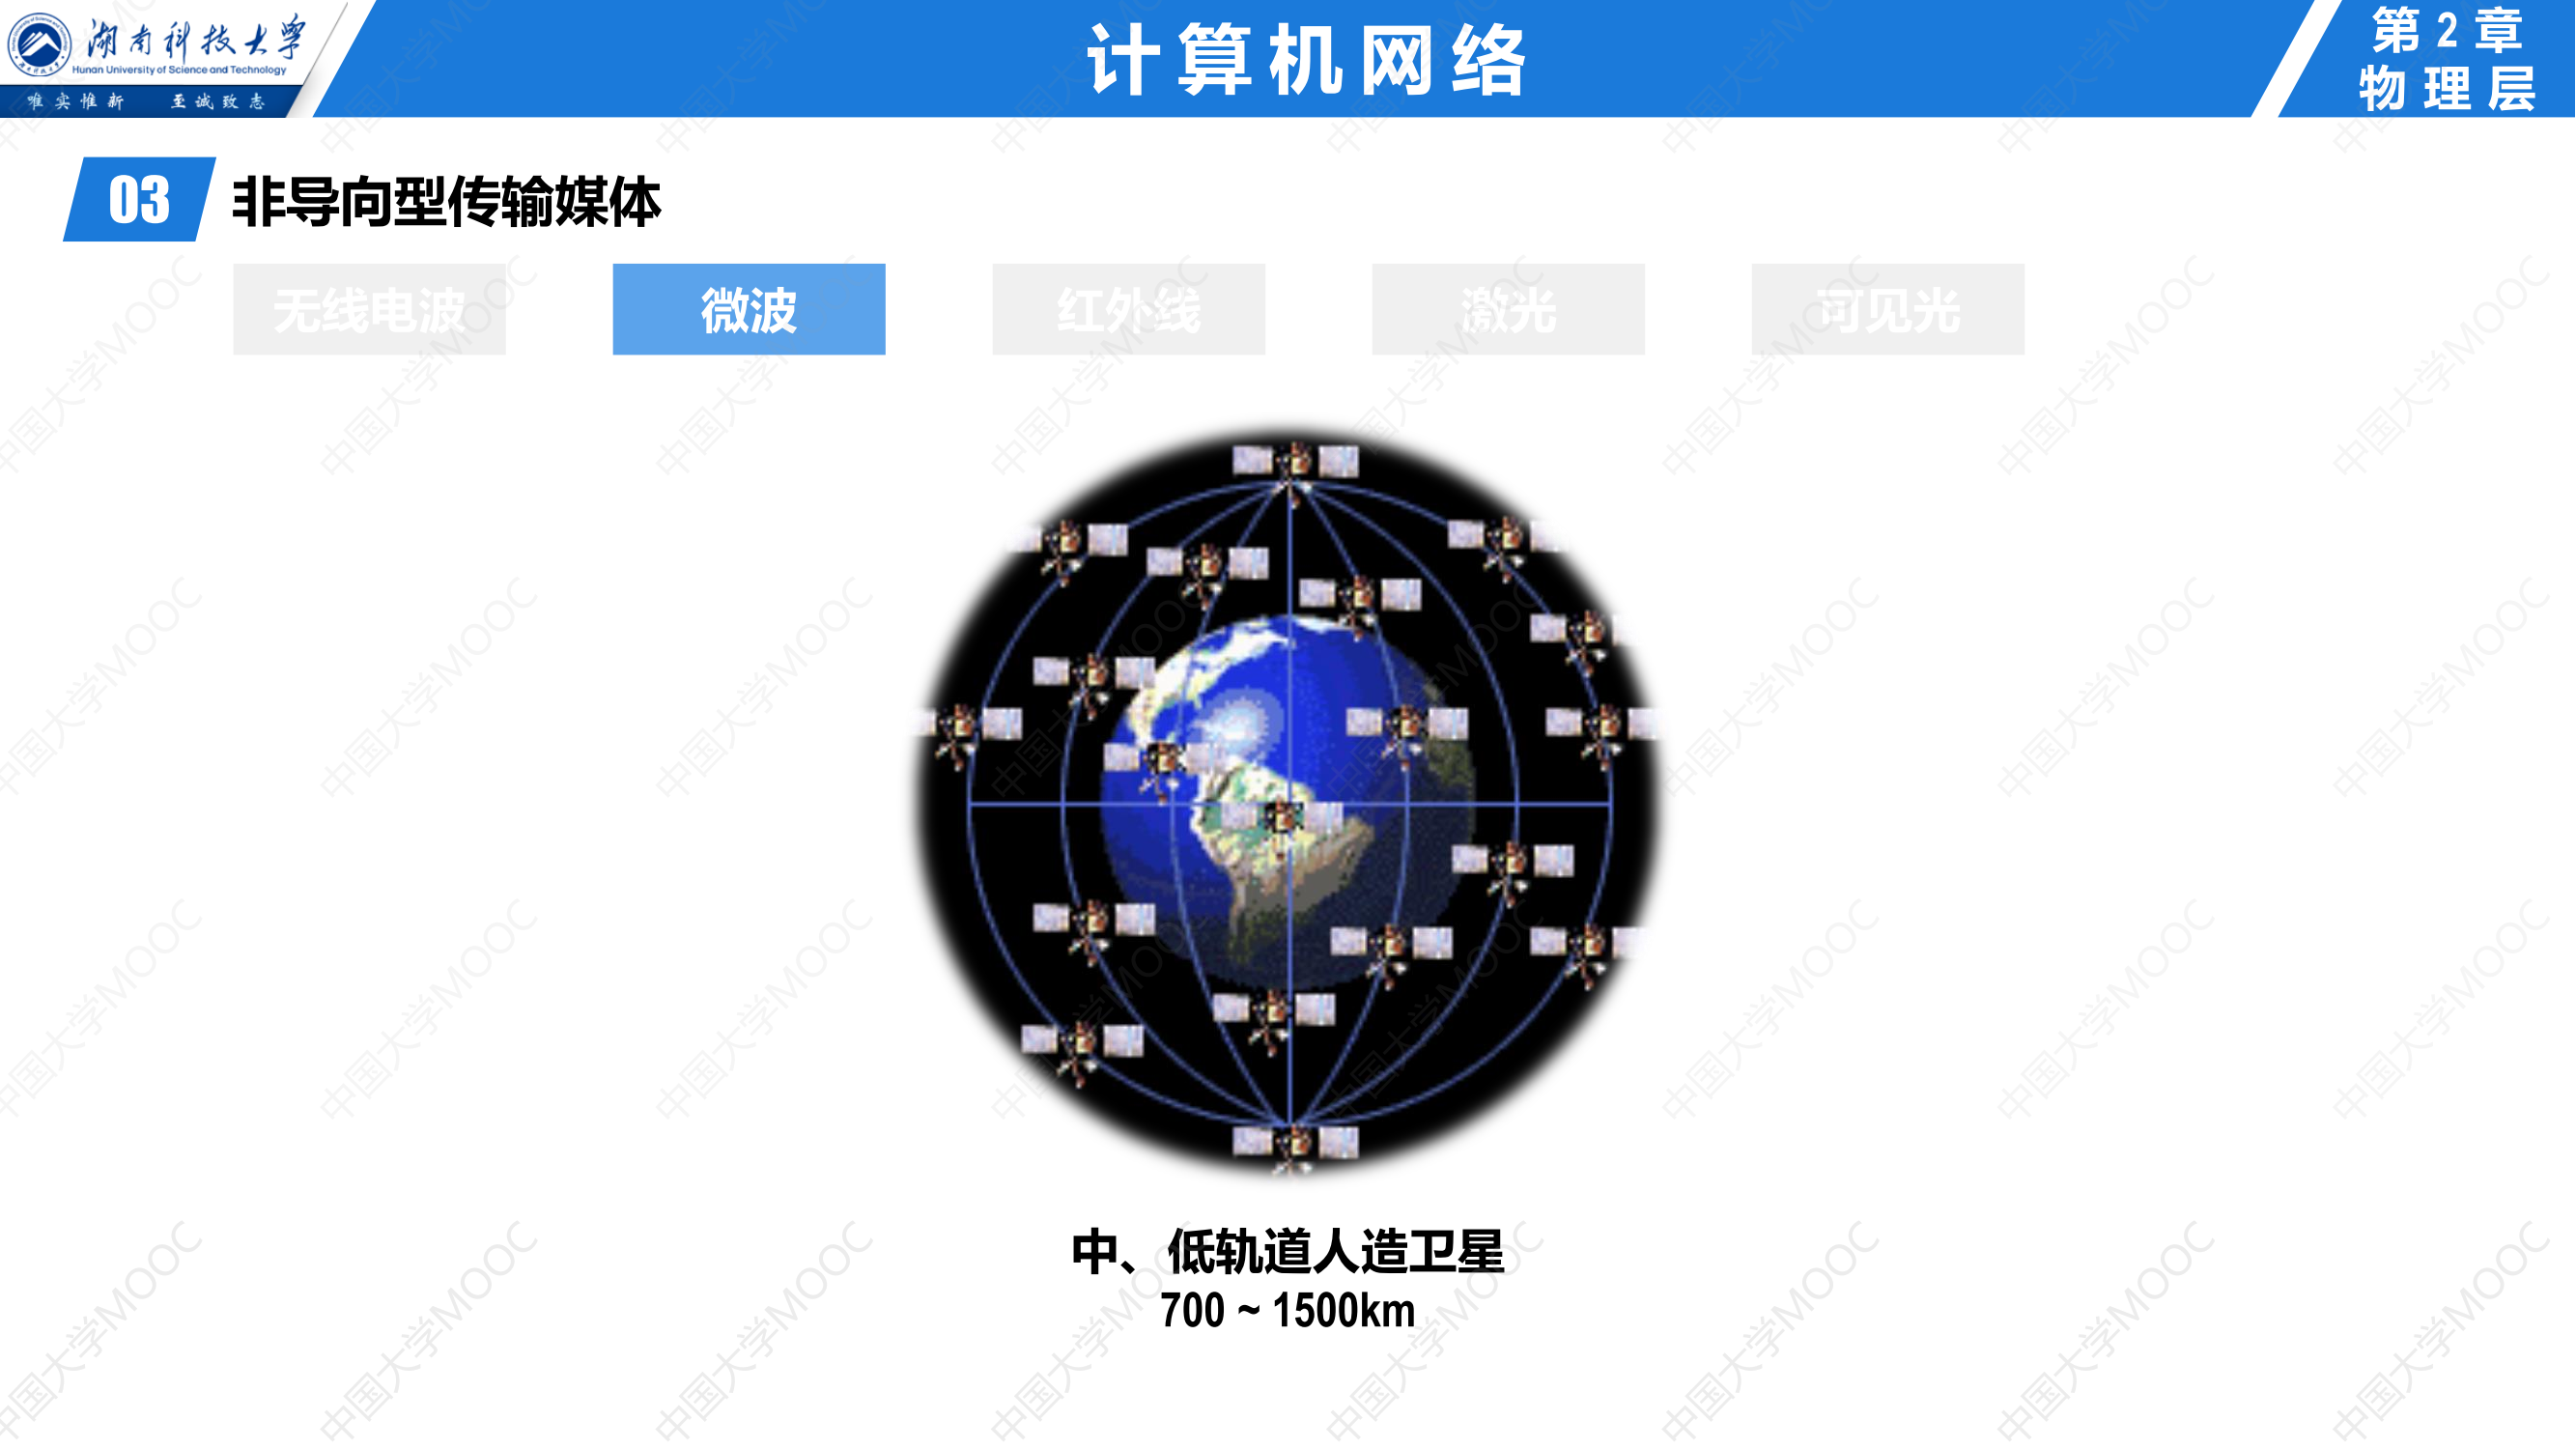 湖南科技大学
Hunan University of Science and Technology
唯实惟新 至诚致志
计算机网络
第2章
物理层
03 非导向型传输媒体
无线电波 微波 红外线 激光 可见光
中、低轨道人造卫星
700 ~ 1500km
中国大学MOOC